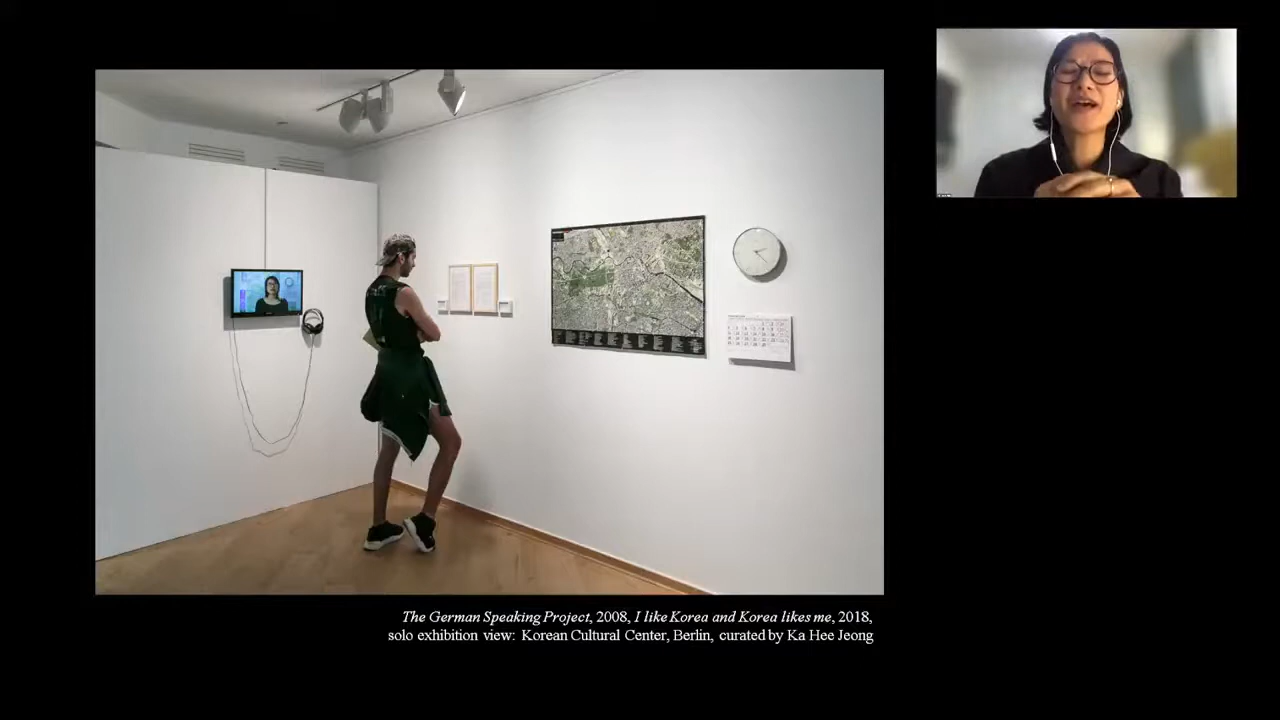 The German Speaking Project, 2008, I like Korea and Korea likes me, 2018,
solo exhibition view: Korean Cultural Center, Berlin, curated by Ka Hee Jeong